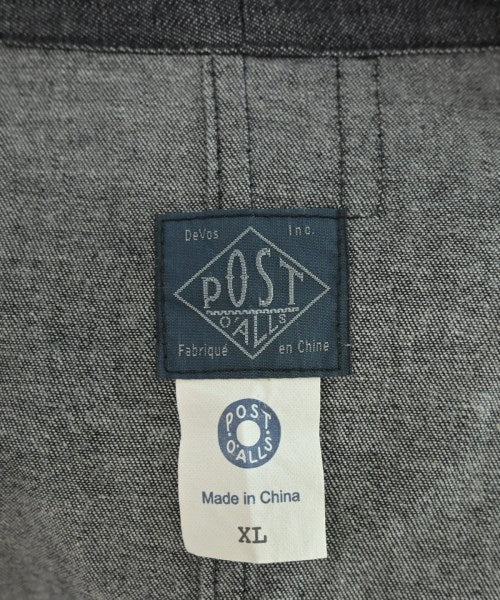 DeVos Inc.
POST
O'ALLS
Fabriqué en Chine
POST
O'ALLS
Made in China
XL